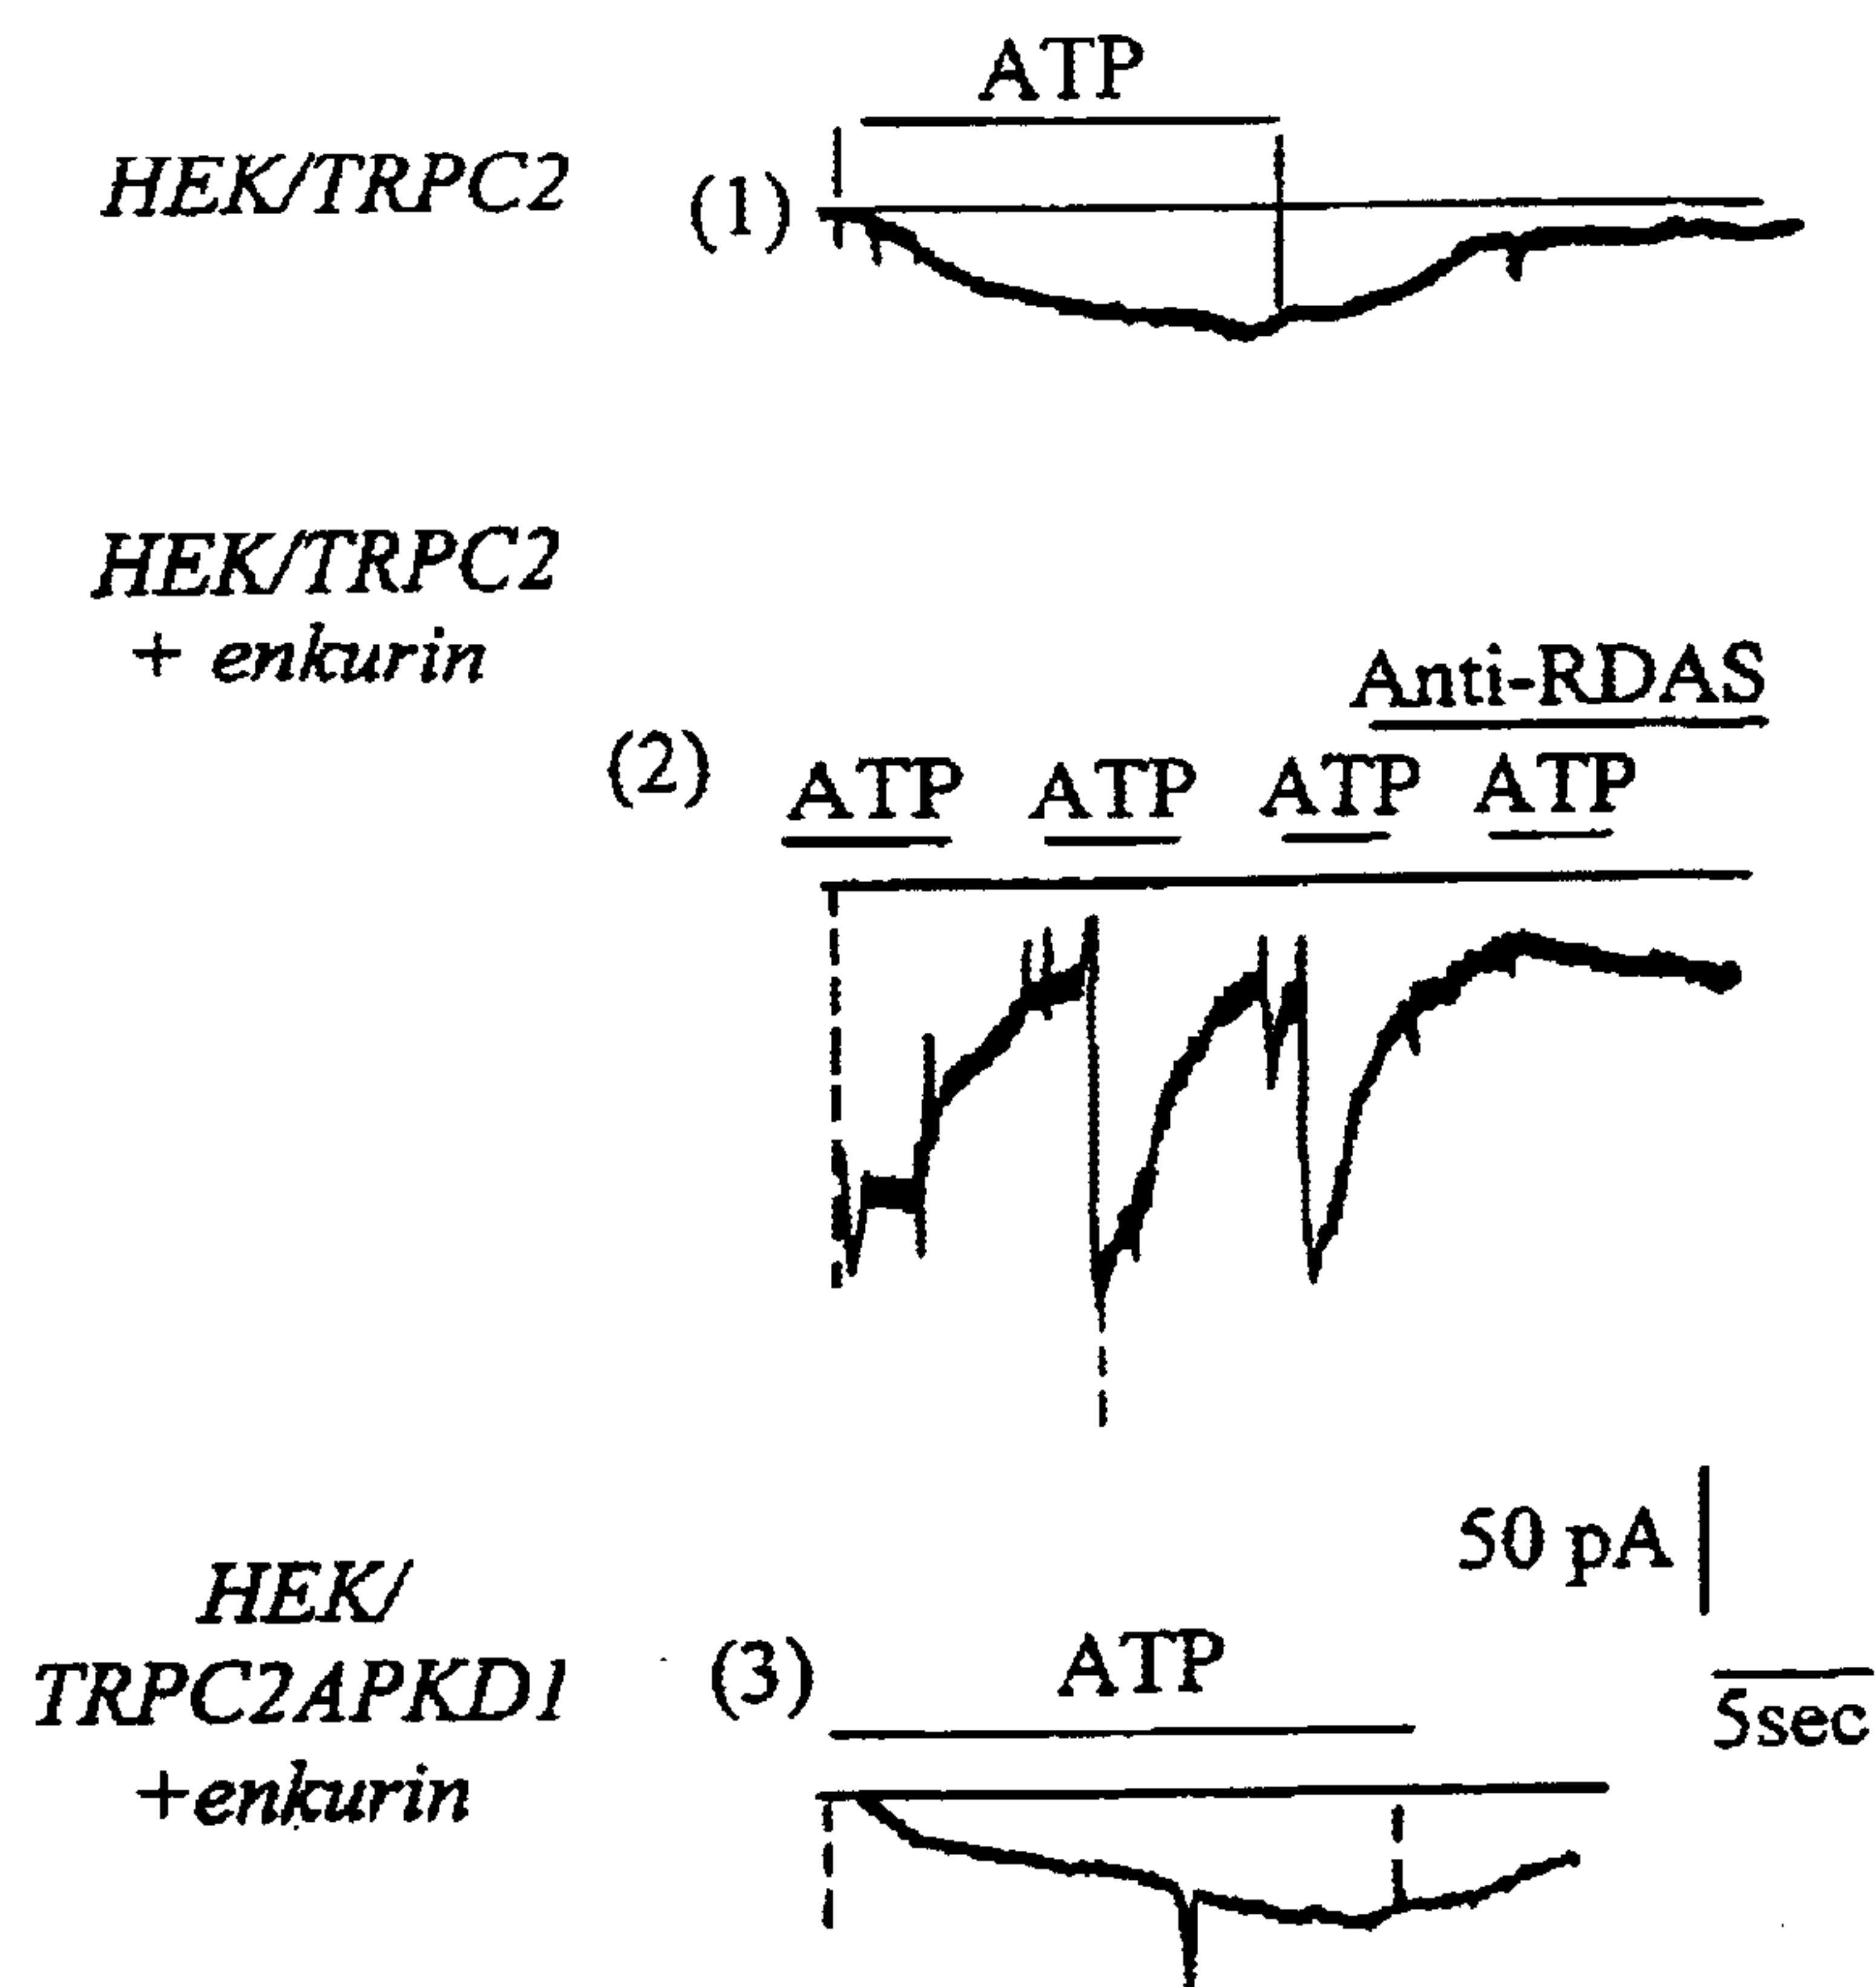 ATP
HEK/TRPC2
(1)
HEK/TRPC2
+ enkurin
Anti-RDAS
(2)
ATP ATP ATP ATP
50 pA
HEK/
TRPC2APKD1
(3)
ATP
5sec
+enkurin